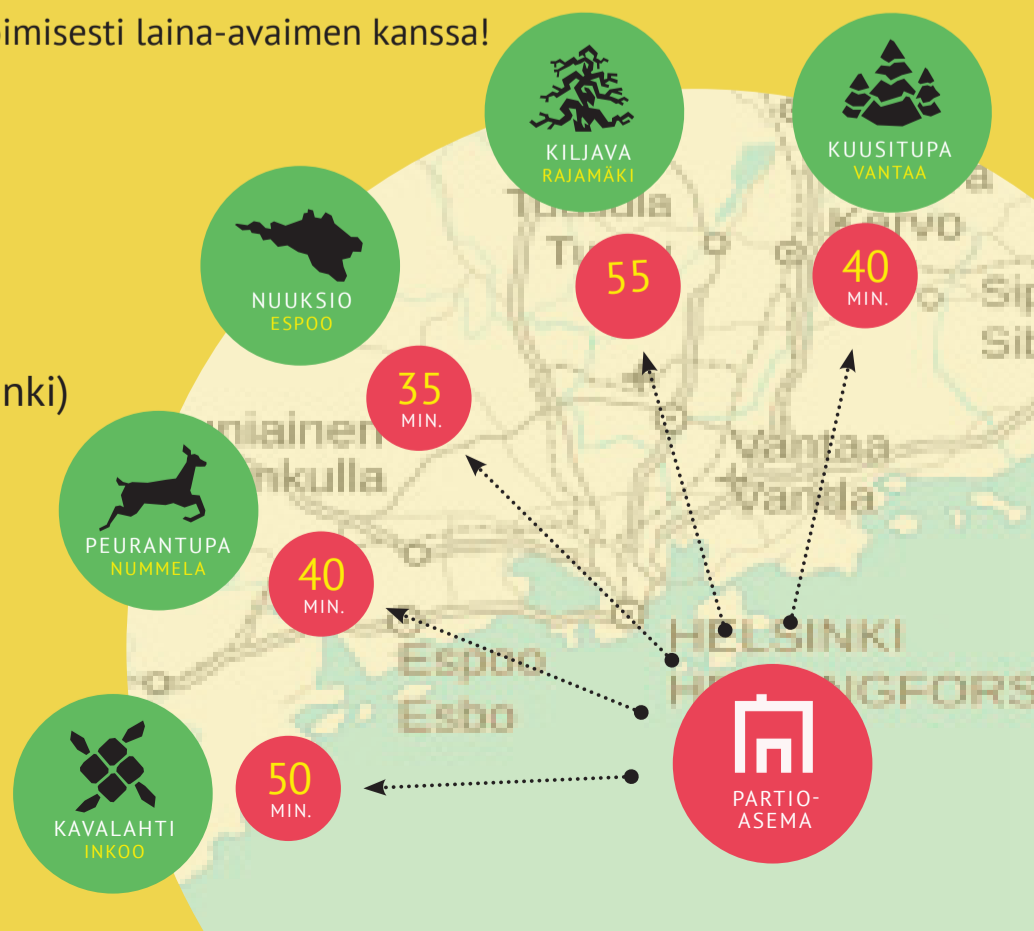 imisesti laina-avaimen kanssa!
KILJAVA
RAJAMÄKI
KUUSITUPA
VANTAA
55
40
MIN.
NUUKSIO
ESPOO
35
MIN.
nki)
PEURANTUPA
NUMMELA
40
MIN.
Vantaa
Vanda
HELSINKI
Espoo
Esbo
PARTIO-
ASEMA
KAVALAHTI
INKOO
50
MIN.